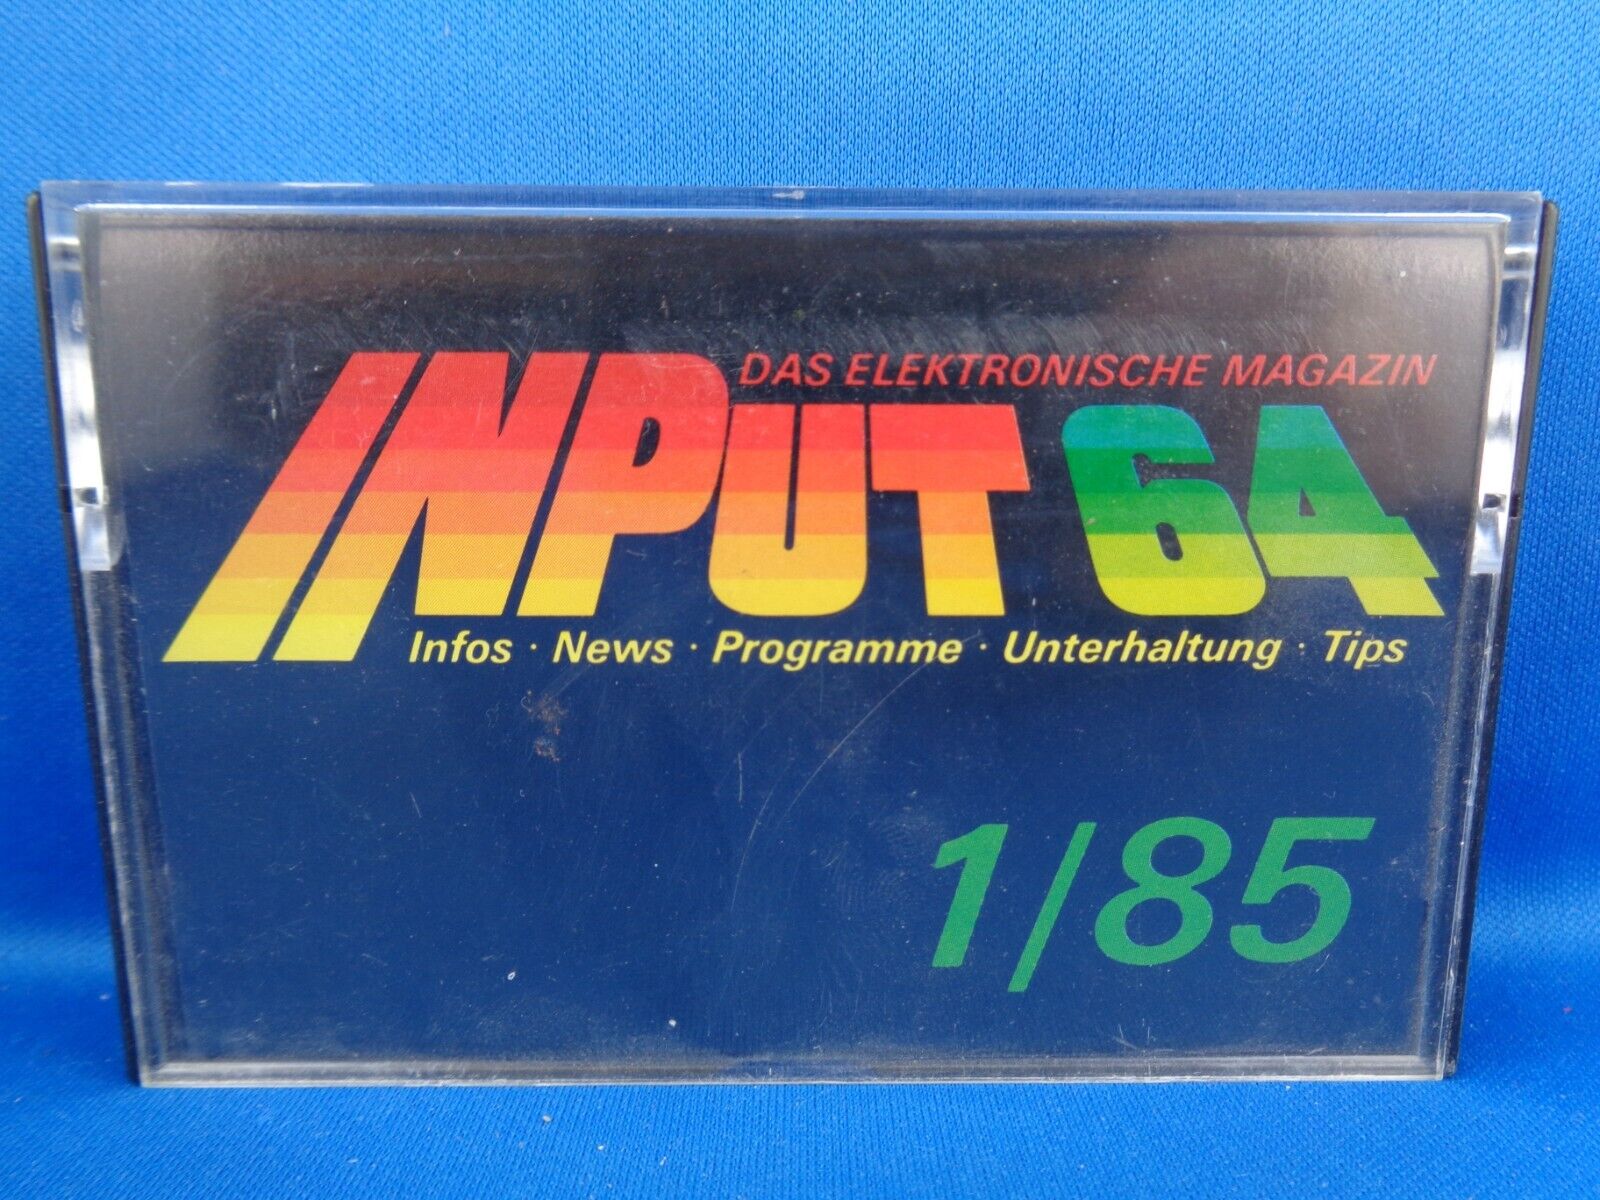 DAS ELEKTRONISCHE MAGAZIN
INPUT 64
Infos · News · Programme · Unterhaltung · Tips
1/85